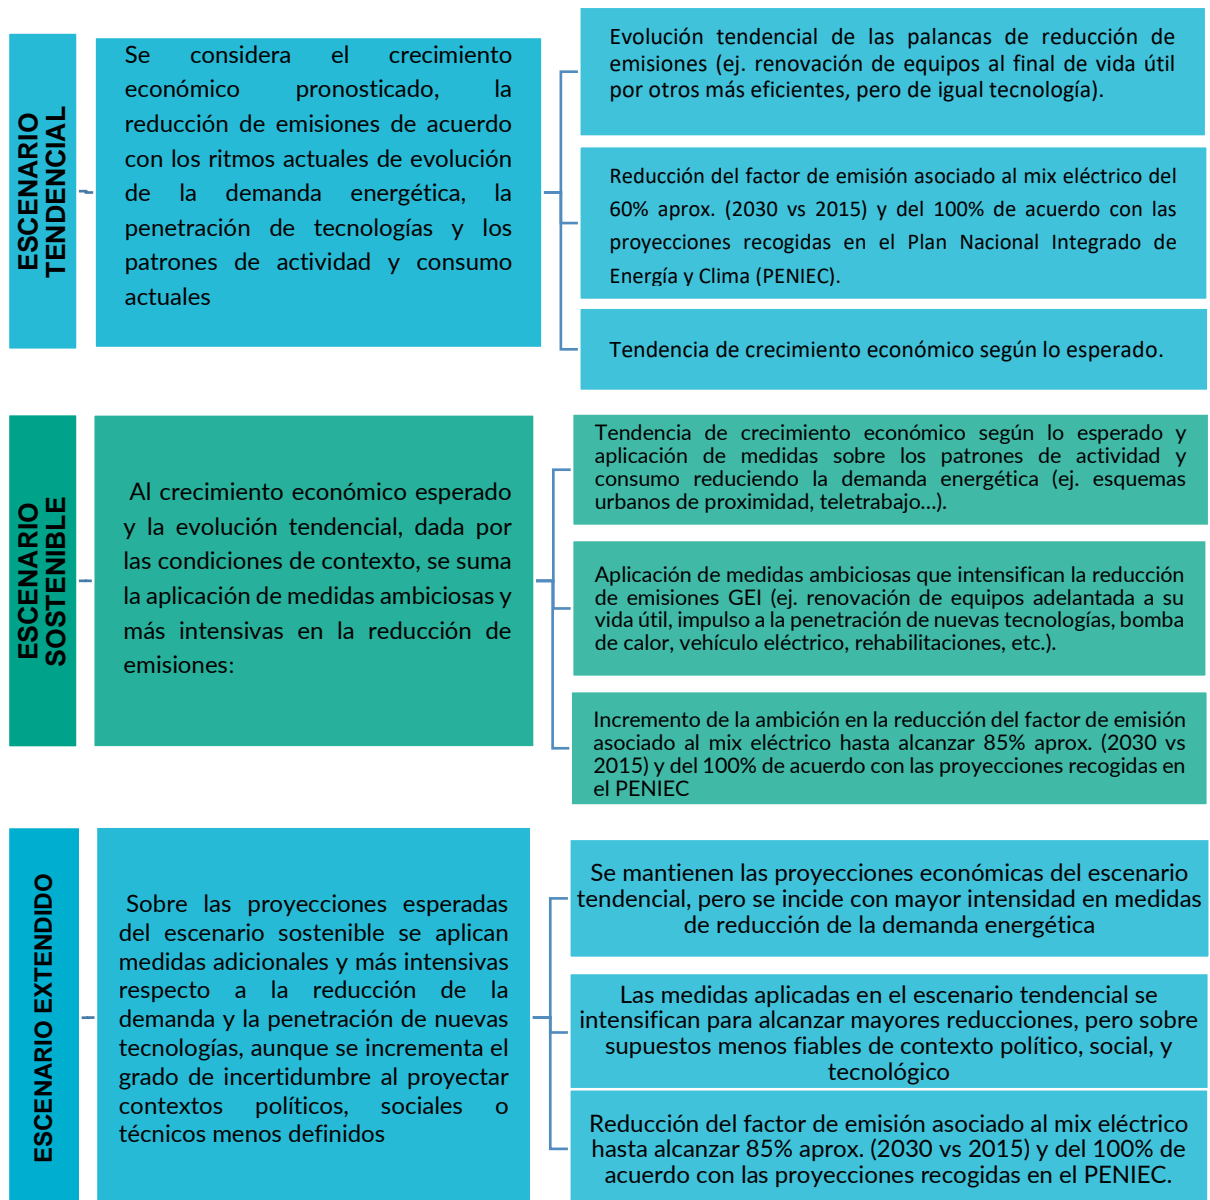 ESCENARIO
TENDENCIAL
Se considera el crecimiento
económico pronosticado, la
reducción de emisiones de acuerdo
con los ritmos actuales de evolución
de la demanda energética, la
penetración de tecnologías y los
patrones de actividad y consumo
actuales
Evolución tendencial de las palancas de reducción de
emisiones (ej. renovación de equipos al final de vida útil
por otros más eficientes, pero de igual tecnología).
Reducción del factor de emisión asociado al mix eléctrico del
60% aprox. (2030 vs 2015) y del 100% de acuerdo con las
proyecciones recogidas en el Plan Nacional Integrado de
Energía y Clima (PENIEC).
Tendencia de crecimiento económico según lo esperado.
ESCENARIO
SOSTENIBLE
Al crecimiento económico esperado
y la evolución tendencial, dada por
las condiciones de contexto, se suma
la aplicación de medidas ambiciosas y
más intensivas en la reducción de
emisiones:
Tendencia de crecimiento económico según lo esperado y
aplicación de medidas sobre los patrones de actividad y
consumo reduciendo la demanda energética (ej. esquemas
urbanos de proximidad, teletrabajo...).
Aplicación de medidas ambiciosas que intensifican la reducción
de emisiones GEI (ej. renovación de equipos adelantada a su
vida útil, impulso a la penetración de nuevas tecnologías, bomba
de calor, vehículo eléctrico, rehabilitaciones, etc.).
Incremento de la ambición en la reducción del factor de emisión
asociado al mix eléctrico hasta alcanzar 85% aprox. (2030 vs
2015) y del 100% de acuerdo con las proyecciones recogidas en
el PENIEC
ESCENARIO EXTENDIDO
Sobre las proyecciones esperadas
del escenario sostenible se aplican
medidas adicionales y más intensivas
respecto a la reducción de la
demanda y la penetración de nuevas
tecnologías, aunque se incrementa el
grado de incertidumbre al proyectar
contextos políticos, sociales o
técnicos menos definidos
Se mantienen las proyecciones económicas del escenario
tendencial, pero se incide con mayor intensidad en medidas
de reducción de la demanda energética
Las medidas aplicadas en el escenario tendencial se
intensifican para alcanzar mayores reducciones, pero sobre
supuestos menos fiables de contexto político, social, y
tecnológico
Reducción del factor de emisión asociado al mix eléctrico
hasta alcanzar 85% aprox. (2030 vs 2015) y del 100% de
acuerdo con las proyecciones recogidas en el PENIEC.